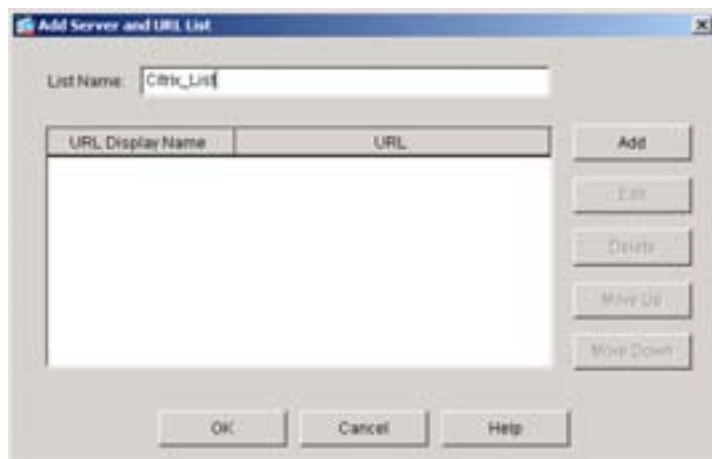 Add Server and URL List
List Name: Citrix_List
URL Display Name URL
Add
Edit
Delete
Move Up
Move Down
OK Cancel Help